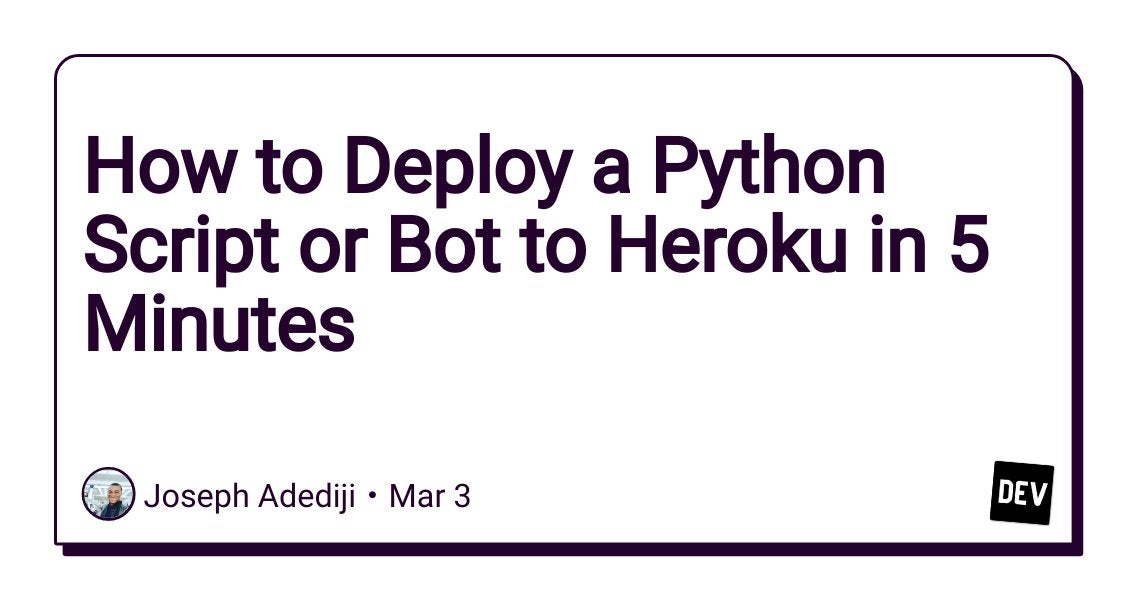 How to Deploy a Python
Script or Bot to Heroku in 5
Minutes
Joseph Adediji • Mar 3
DEV